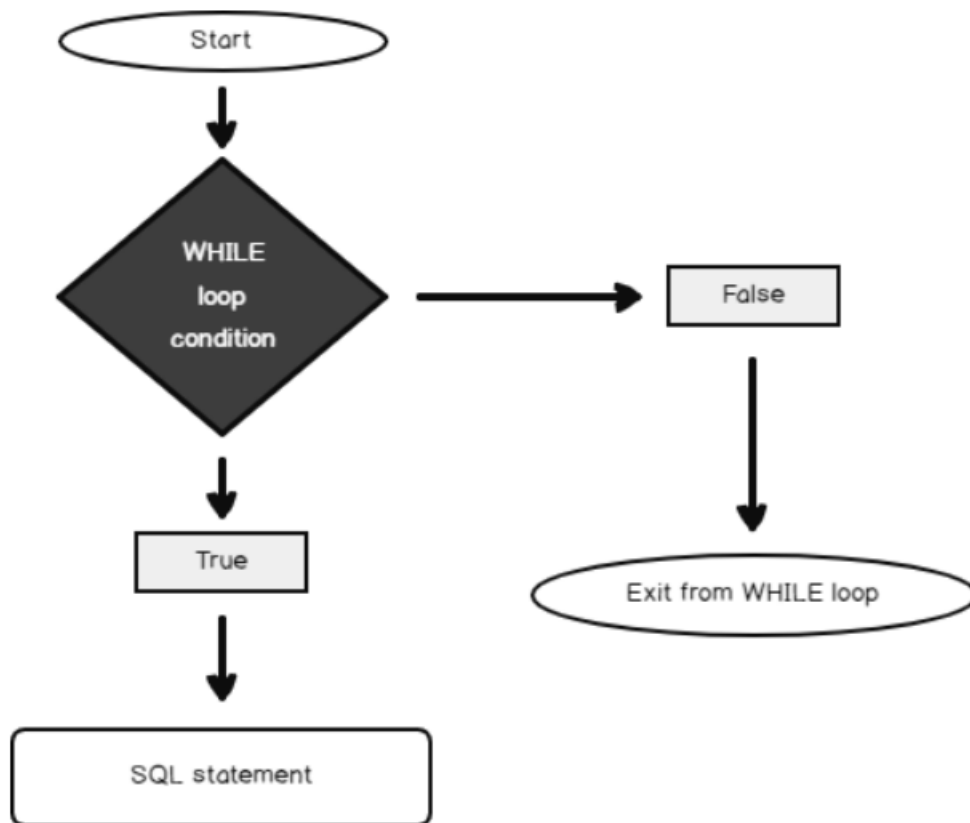 Start
WHILE
loop
condition
False
True
Exit from WHILE loop
SQL statement